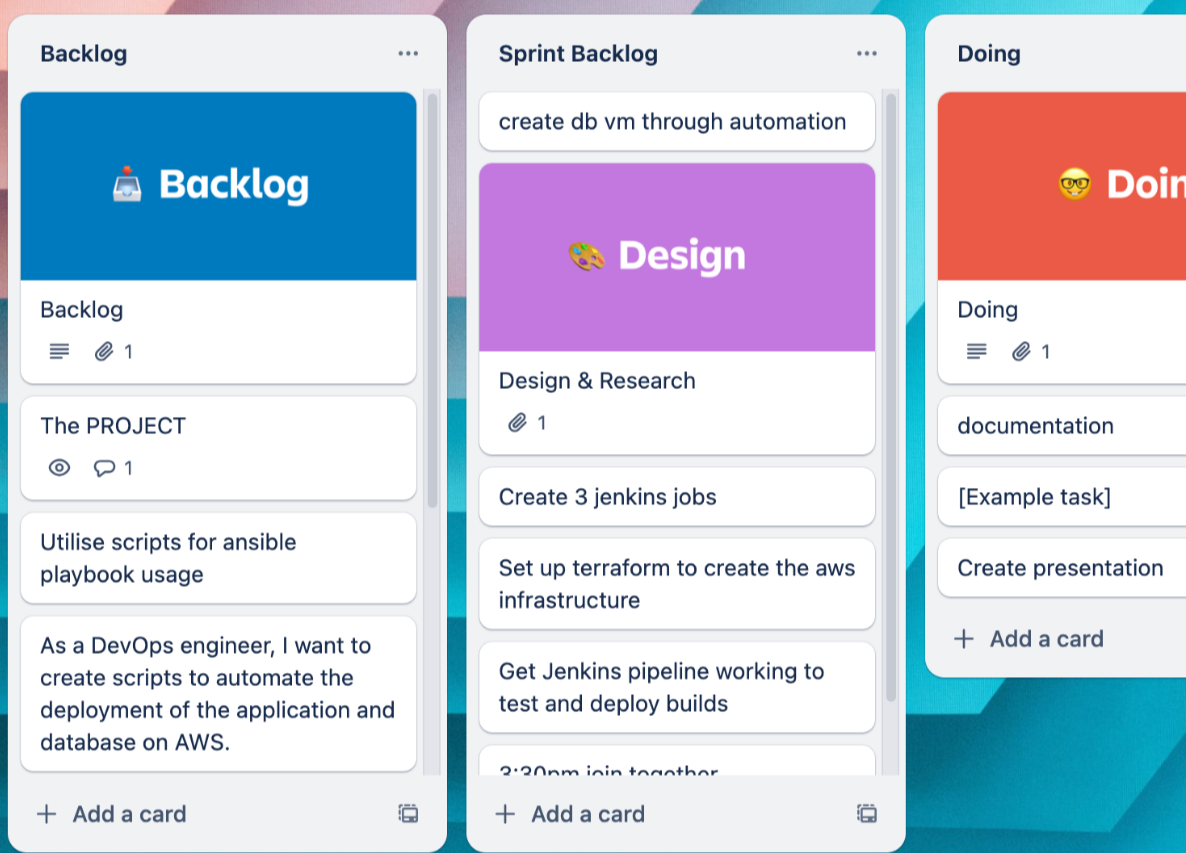 Backlog
Backlog
Backlog
1
The PROJECT
1
Utilise scripts for ansible
playbook usage
As a DevOps engineer, I want to
create scripts to automate the
deployment of the application and
database on AWS.
Add a card
Sprint Backlog
create db vm through automation
Design
Design & Research
1
Create 3 jenkins jobs
Set up terraform to create the aws
infrastructure
Get Jenkins pipeline working to
test and deploy builds
3:30pm join together
Add a card
Doing
Doin
Doing
1
documentation
[Example task]
Create presentation
Add a card